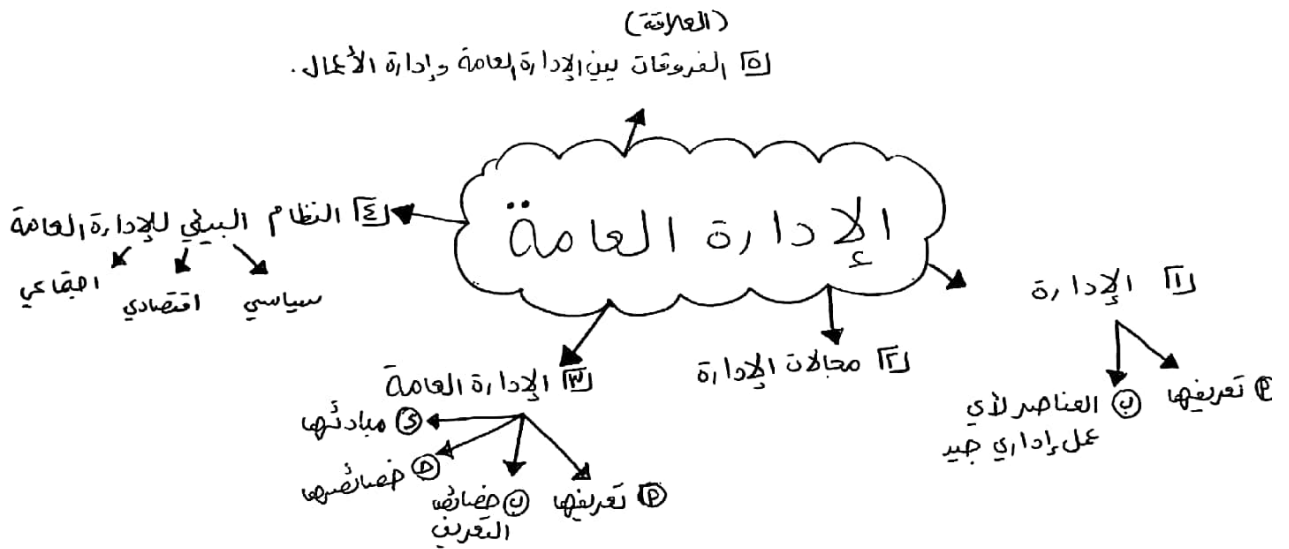 (العلاقة)
٥ الفروقات بين الإدارة العامة وإدارة الأعمال.
الإدارة العامة
١ الإدارة
أ تعريفها
ب العناصر لأي
عمل إداري جيد
٢ مجالات الإدارة
٣ الإدارة العامة
أ تعريفها
ب خصائص
التعريف
ج خصائصها
د مبادئها
٤ النظام البيئي للإدارة العامة
سياسي
اقتصادي
اجتماعي